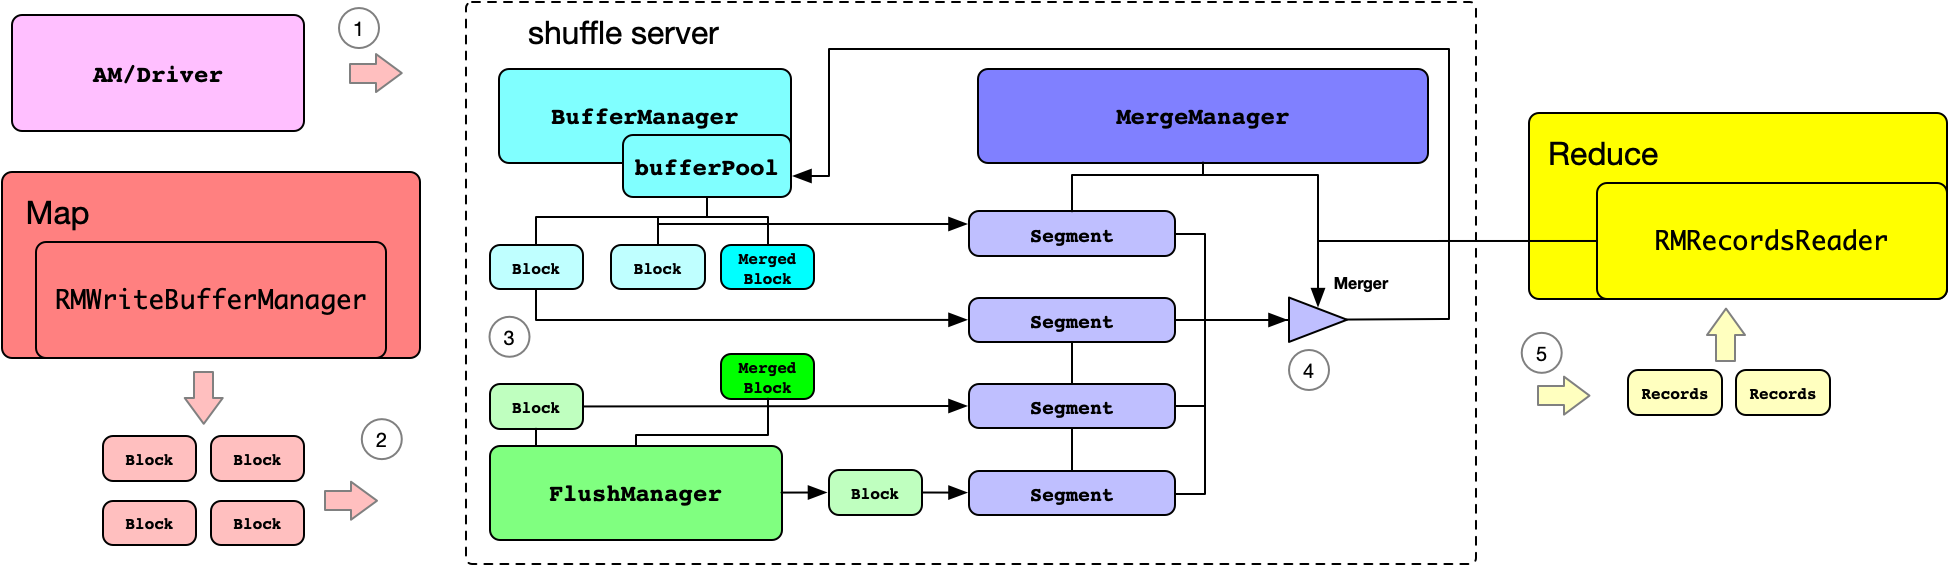 AM/Driver
1
shuffle server
BufferManager
bufferPool
MergeManager
Map
RMWriteBufferManager
Reduce
RMRecordsReader
Block
Block
Merged
Block
Segment
Segment
Segment
Segment
Merger
3
4
5
Merged
Block
Block
FlushManager
Block
2
Block
Block
Block
Block
Records
Records